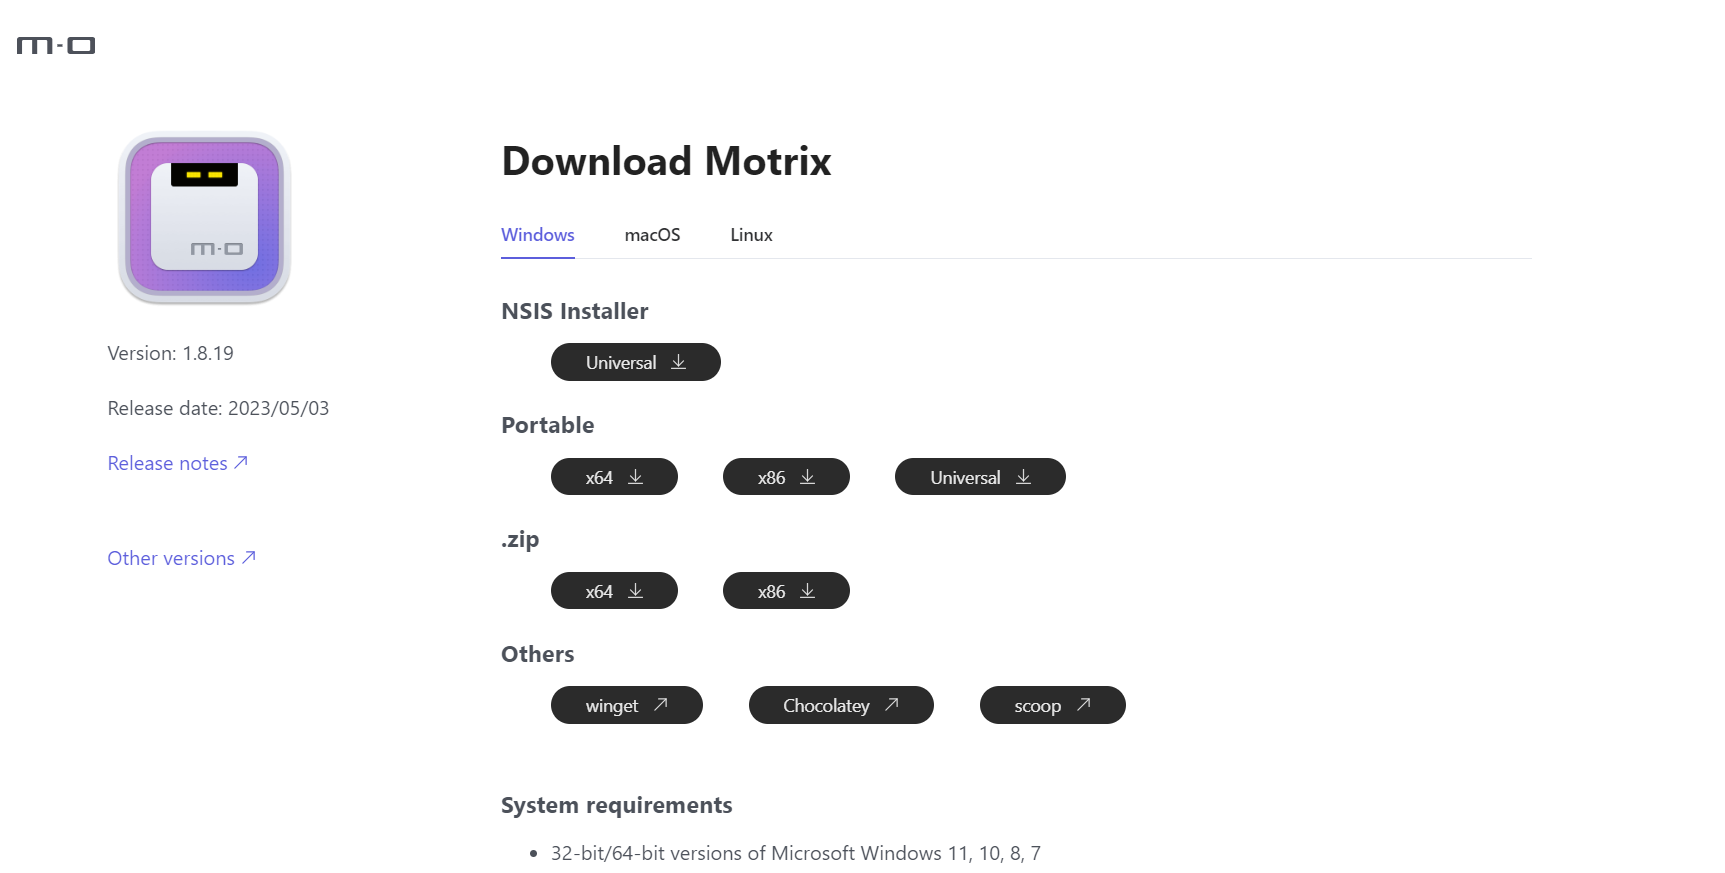 m-o
m-o
Version: 1.8.19
Release date: 2023/05/03
Release notes
Other versions
Download Motrix
Windows macOS Linux
NSIS Installer
Universal
Portable
x64 x86 Universal
.zip
x64 x86
Others
winget Chocolatey scoop
System requirements
• 32-bit/64-bit versions of Microsoft Windows 11, 10, 8, 7